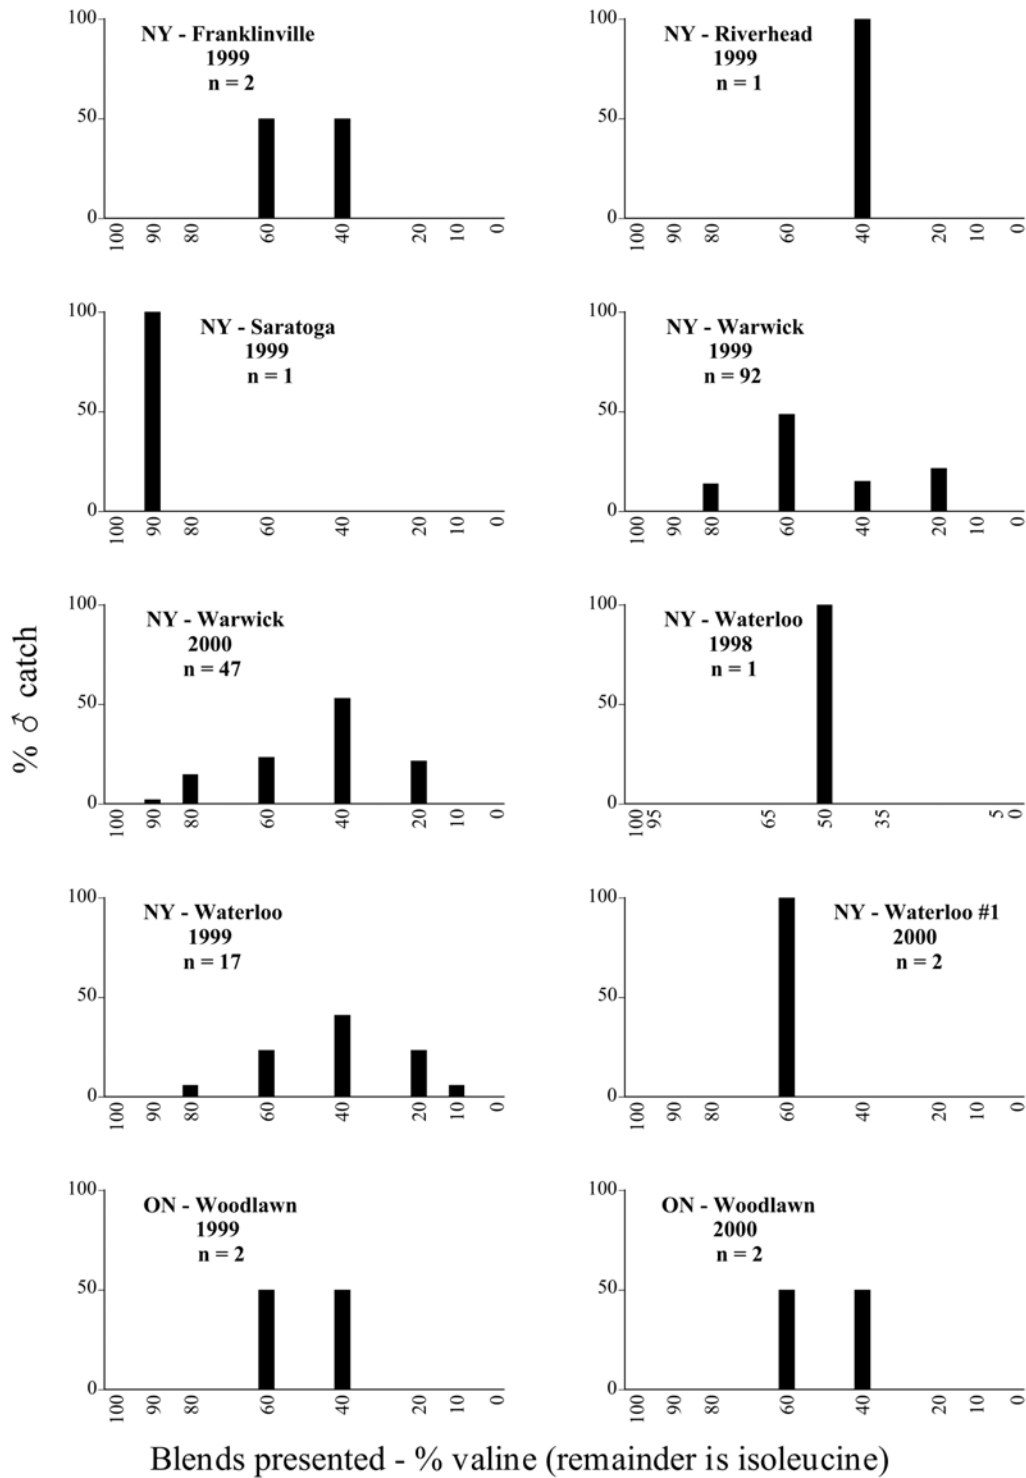 100
50
0
NY - Franklinville
1999
n = 2
100 90 80 60 40 20 10 0
100
50
0
NY - Riverhead
1999
n = 1
100 90 80 60 40 20 10 0
100
50
0
NY - Saratoga
1999
n = 1
100 90 80 60 40 20 10 0
100
50
0
NY - Warwick
1999
n = 92
100 90 80 60 40 20 10 0
% ♂ catch
100
50
0
NY - Warwick
2000
n = 47
100 90 80 60 40 20 10 0
100
50
0
NY - Waterloo
1998
n = 1
100 95 65 50 35 5 0
100
50
0
NY - Waterloo
1999
n = 17
100 90 80 60 40 20 10 0
100
50
0
NY - Waterloo #1
2000
n = 2
100 90 80 60 40 20 10 0
100
50
0
ON - Woodlawn
1999
n = 2
100 90 80 60 40 20 10 0
100
50
0
ON - Woodlawn
2000
n = 2
100 90 80 60 40 20 10 0
Blends presented - % valine (remainder is isoleucine)